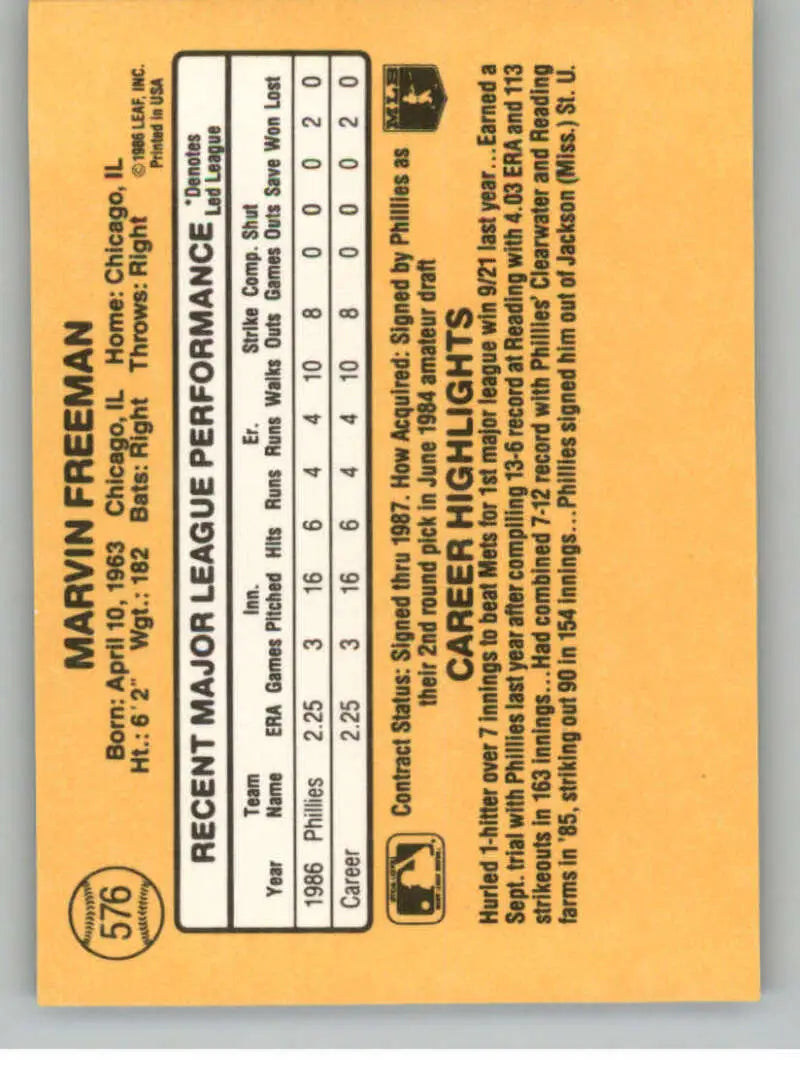 576
MARVIN FREEMAN
Born: April 10, 1963 Chicago, IL Home: Chicago, IL
Ht.: 6'2" Wgt.: 182 Bats: Right Throws: Right
©1986 LEAF, INC.
Printed in USA
RECENT MAJOR LEAGUE PERFORMANCE
*Denotes
Led League
Team Inn. Er. Strike Comp. Shut
Year Name ERA Games Pitched Hits Runs Runs Walks Outs Games Outs Save Won Lost
1986 Phillies 2.25 3 16 6 4 4 10 8 0 0 0 2 0
Career 2.25 3 16 6 4 4 10 8 0 0 0 2 0
Contract Status: Signed thru 1987. How Acquired: Signed by Phillies as
their 2nd round pick in June 1984 amateur draft
MLB
CAREER HIGHLIGHTS
Hurled 1-hitter over 7 innings to beat Mets for 1st major league win 9/21 last year...Earned a
Sept. trial with Phillies last year after compiling 13-6 record at Reading with 4.03 ERA and 113
strikeouts in 163 innings...Had combined 7-12 record with Phillies' Clearwater and Reading
farms in '85, striking out 90 in 154 innings...Phillies signed him out of Jackson (Miss.) St. U.